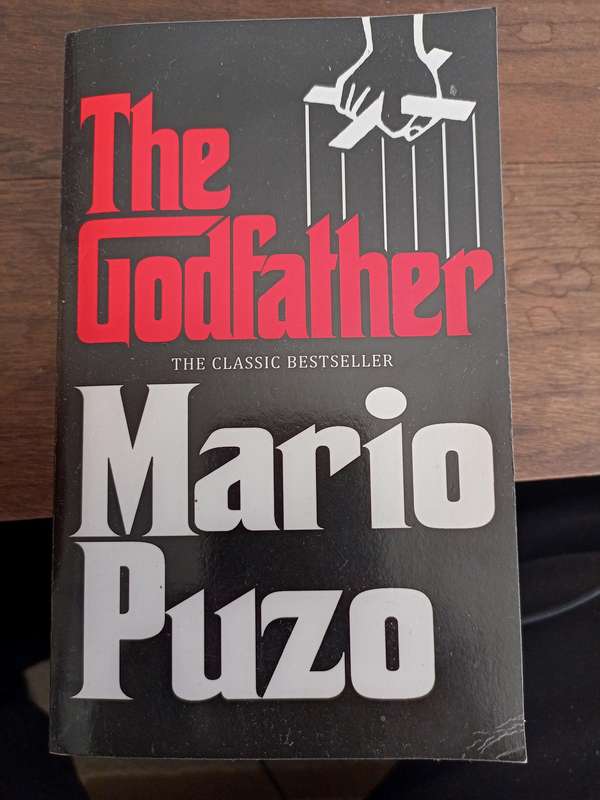 The
Godfather
THE CLASSIC BESTSELLER
Mario
Puzo